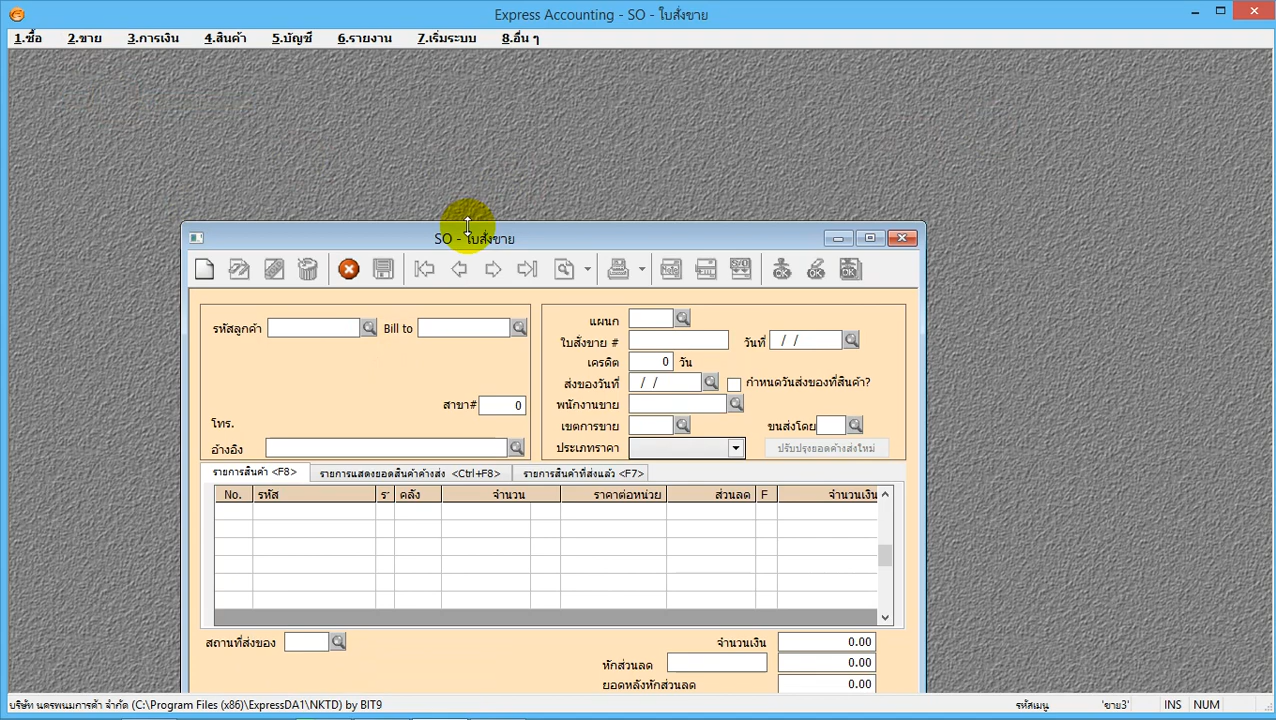 Express Accounting - SO - ใบสั่งขาย
1.ซื้อ 2.ขาย 3.การเงิน 4.สินค้า 5.บัญชี 6.รายงาน 7.เริ่มระบบ 8.อื่น ๆ
SO - ใบสั่งขาย
รหัสลูกค้า Bill to
แผนก
ใบสั่งขาย # วันที่ / /
เครดิต 0 วัน
ส่งของวันที่ / / กำหนดวันส่งของที่สินค้า?
สาขา# 0
พนักงานขาย
โทร.
เขตการขาย ขนส่งโดย
อ้างอิง
ประเภทราคา ปรับปรุงยอดค้างส่งใหม่
รายการสินค้า <F8> รายการแสดงยอดสินค้าค้างส่ง <Ctrl+F8> รายการสินค้าที่ส่งแล้ว <F7>
No. รหัส คลัง จำนวน ราคาต่อหน่วย ส่วนลด F จำนวนเงิน
สถานที่ส่งของ จำนวนเงิน 0.00
หักส่วนลด 0.00
ยอดหลังหักส่วนลด 0.00
บริษัท นครพนมการค้า จำกัด (C:\Program Files (x86)\ExpressDA1\NKTD) by BIT9 รหัสเมนู 'ขาย3' INS NUM